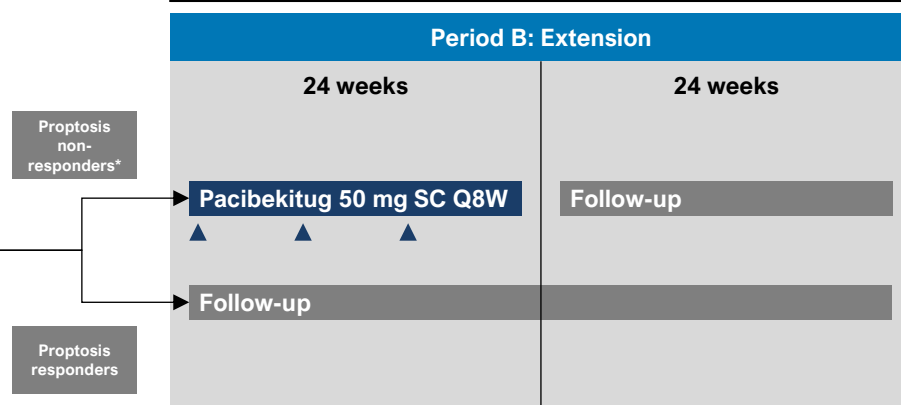 Period B: Extension
24 weeks
24 weeks
Proptosis
non-
responders*
Pacibekitug 50 mg SC Q8W
Follow-up
Follow-up
Proptosis
responders